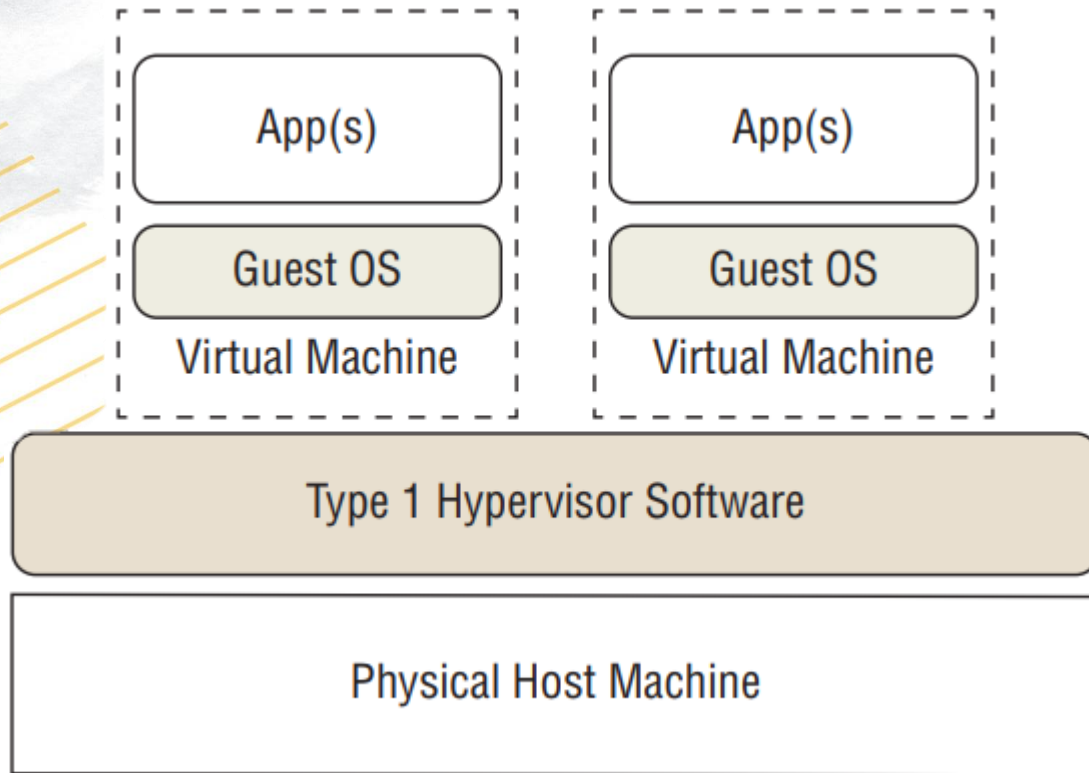 App(s)
App(s)
Guest OS
Guest OS
Virtual Machine
Virtual Machine
Type 1 Hypervisor Software
Physical Host Machine